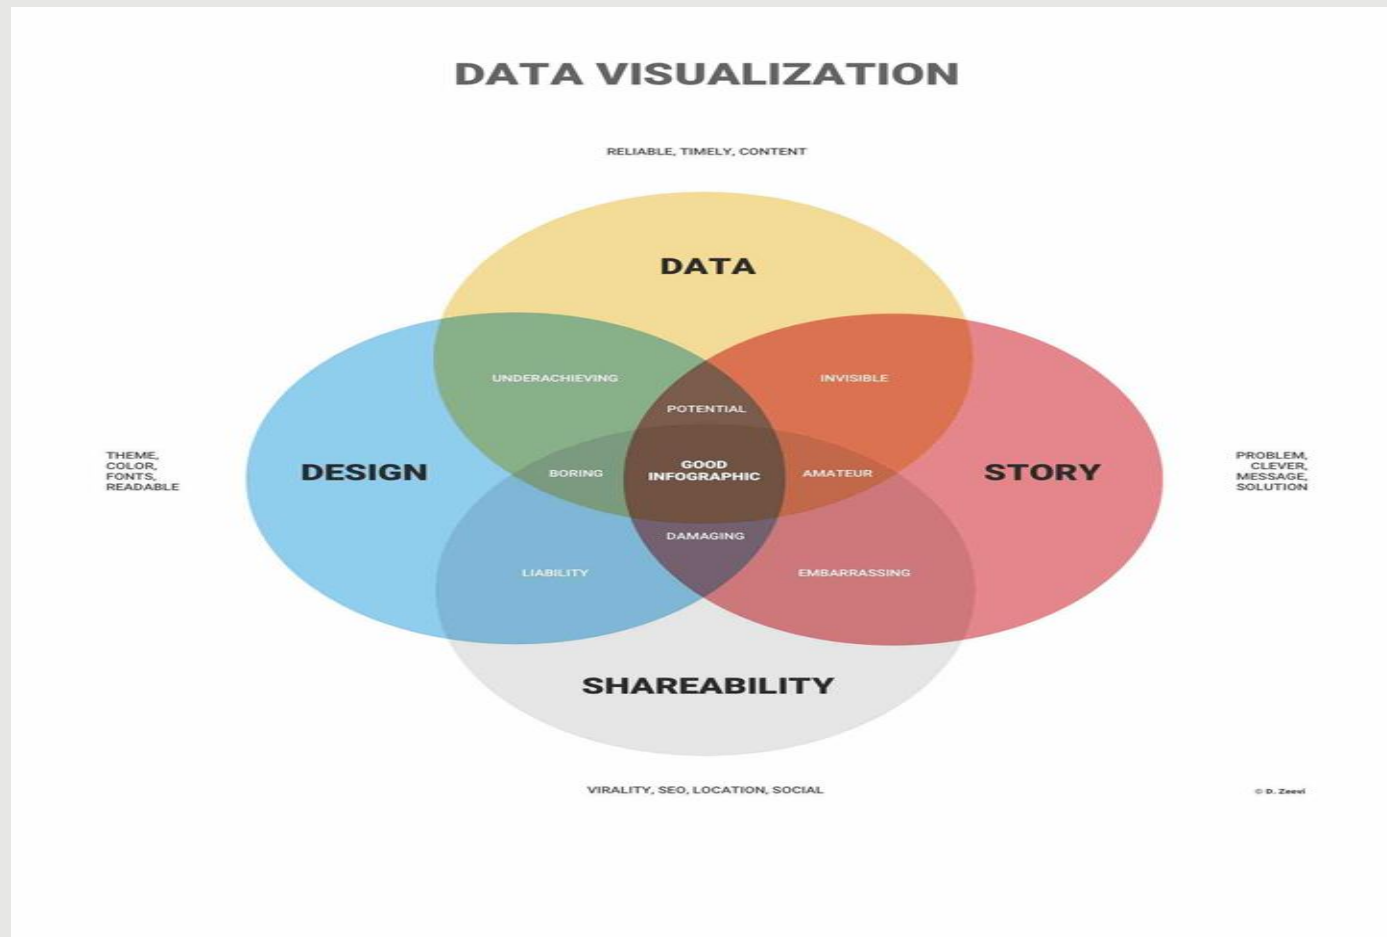 DATA VISUALIZATION
RELIABLE, TIMELY, CONTENT
DATA
UNDERACHIEVING
INVISIBLE
POTENTIAL
THEME,
COLOR,
FONTS,
READABLE
DESIGN
BORING
GOOD
INFOGRAPHIC
AMATEUR
STORY
PROBLEM,
CLEVER,
MESSAGE,
SOLUTION
DAMAGING
LIABILITY
EMBARRASSING
SHAREABILITY
VIRALITY, SEO, LOCATION, SOCIAL
© D. Zeevi